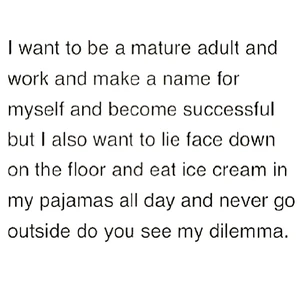 I want to be a mature adult and
work and make a name for
myself and become successful
but I also want to lie face down
on the floor and eat ice cream in
my pajamas all day and never go
outside do you see my dilemma.